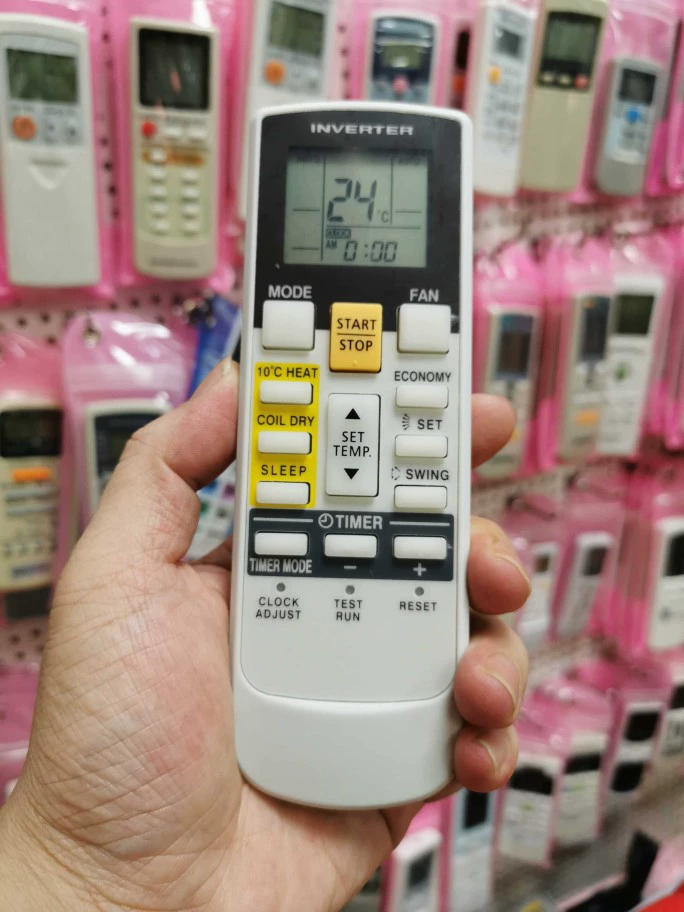 INVERTER
24°C
AM 0:00
MODE
FAN
START
STOP
10°C HEAT
ECONOMY
COIL DRY
SET
SET
TEMP.
SLEEP
SWING
TIMER
TIMER MODE
−
+
CLOCK
ADJUST
TEST
RUN
RESET